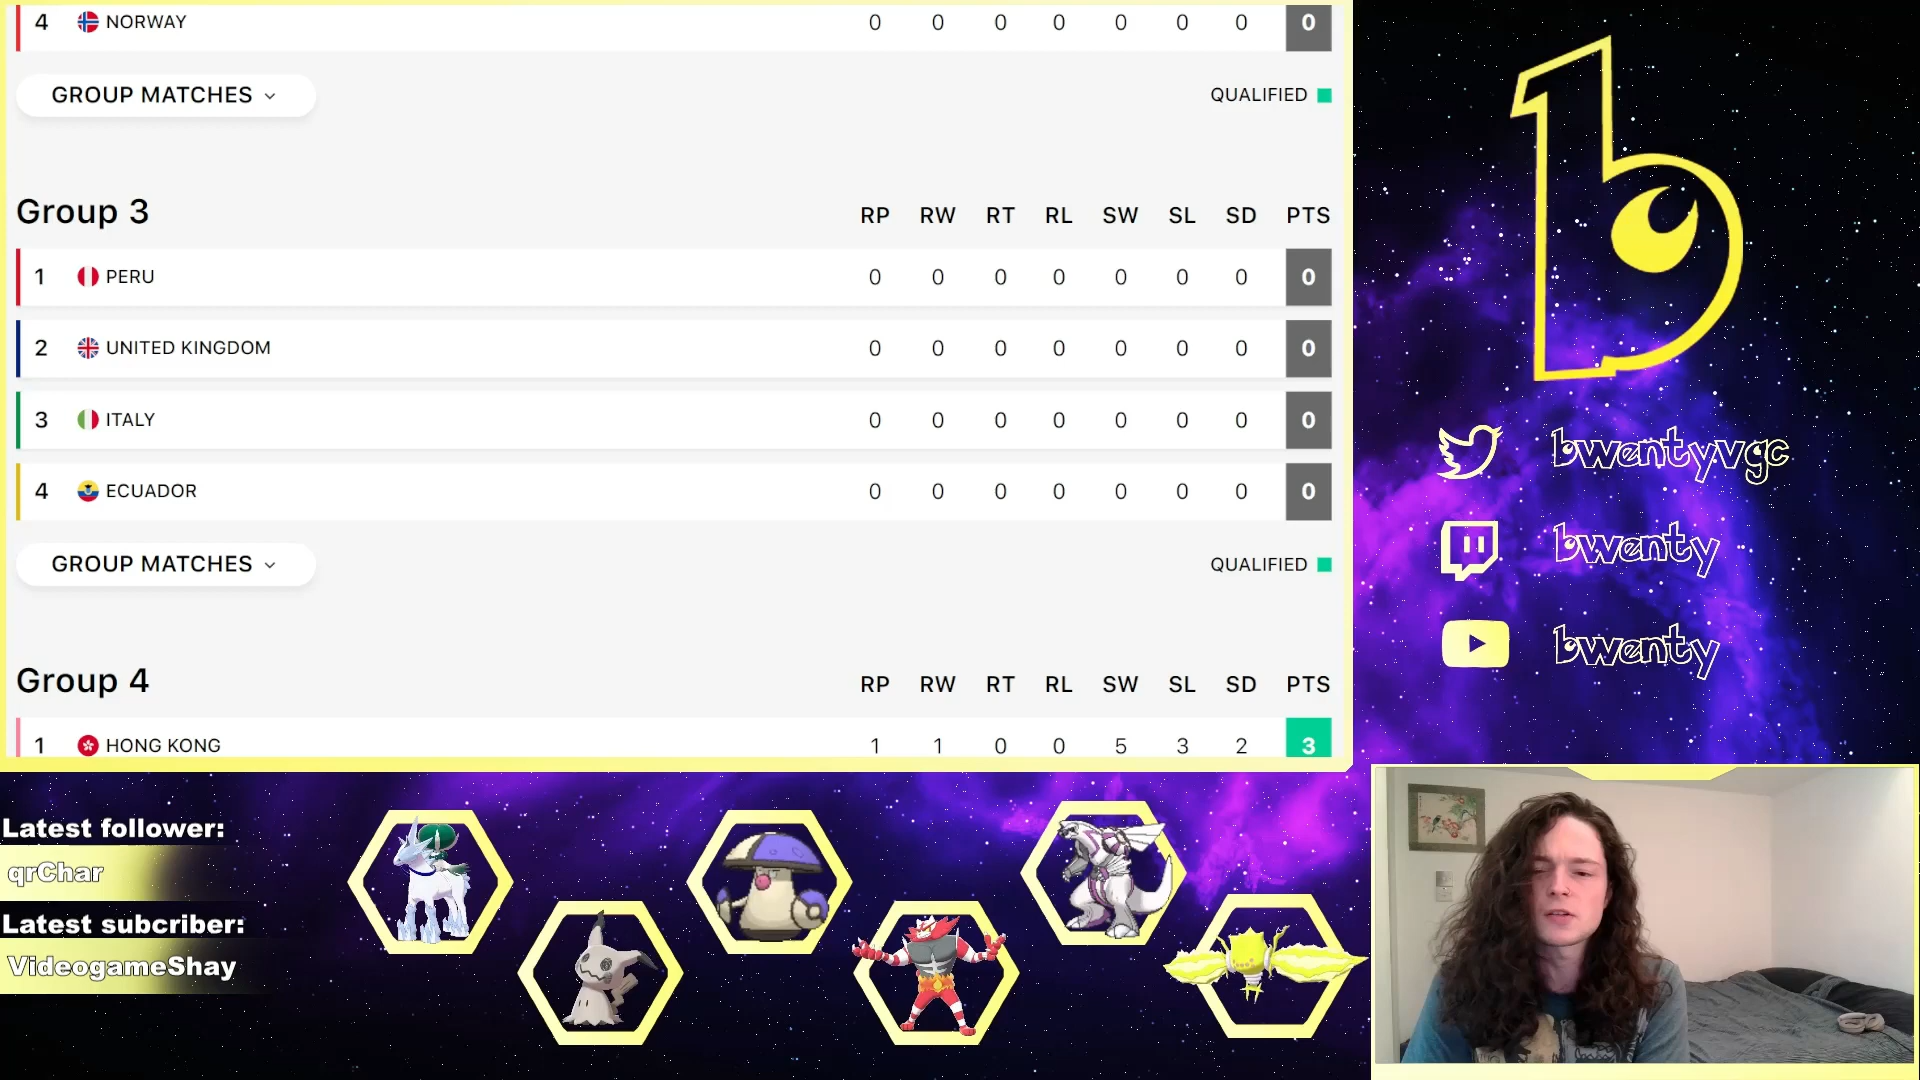 4 NORWAY 0 0 0 0 0 0 0 0
GROUP MATCHES
QUALIFIED
Group 3 RP RW RT RL SW SL SD PTS
1 PERU 0 0 0 0 0 0 0 0
2 UNITED KINGDOM 0 0 0 0 0 0 0 0
3 ITALY 0 0 0 0 0 0 0 0
4 ECUADOR 0 0 0 0 0 0 0 0
GROUP MATCHES
QUALIFIED
Group 4 RP RW RT RL SW SL SD PTS
1 HONG KONG 1 1 0 0 5 3 2 3
b
bwentyvgc
bwenty
bwenty
Latest follower:
qrChar
Latest subcriber:
VideogameShay